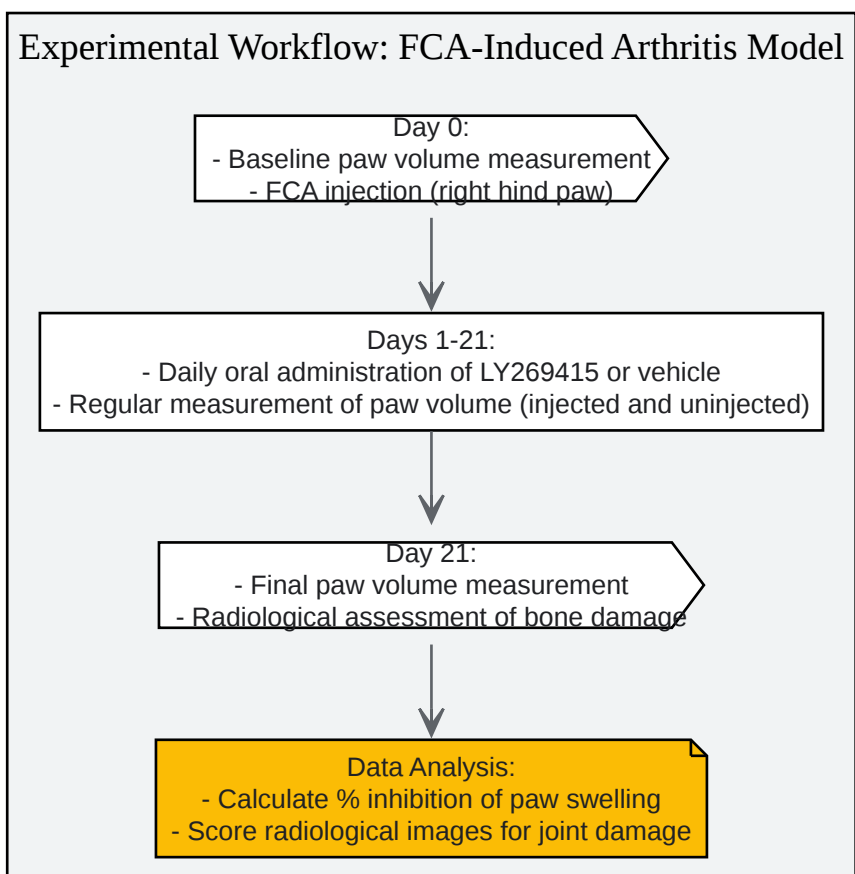 Experimental Workflow: FCA-Induced Arthritis Model
Day 0:
- Baseline paw volume measurement
- FCA injection (right hind paw)
Days 1-21:
- Daily oral administration of LY269415 or vehicle
- Regular measurement of paw volume (injected and uninjected)
Day 21:
- Final paw volume measurement
- Radiological assessment of bone damage
Data Analysis:
- Calculate % inhibition of paw swelling
- Score radiological images for joint damage